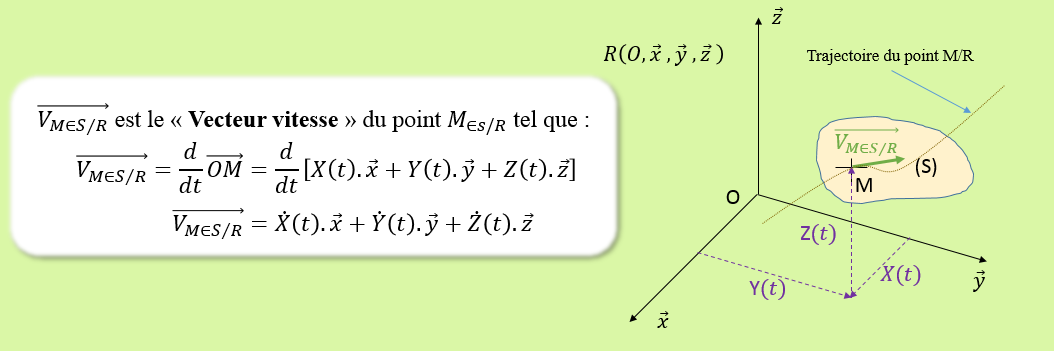 $\overrightarrow{V_{M \in S/R}}$ est le « Vecteur vitesse » du point $M_{\in s/R}$ tel que :
$\overrightarrow{V_{M \in S/R}} = \frac{d}{dt}\overrightarrow{OM} = \frac{d}{dt}[X(t).\vec{x} + Y(t).\vec{y} + Z(t).\vec{z}]$
$\overrightarrow{V_{M \in S/R}} = \dot{X}(t).\vec{x} + \dot{Y}(t).\vec{y} + \dot{Z}(t).\vec{z}$
$\vec{z}$
$R(O, \vec{x}, \vec{y}, \vec{z})$
Trajectoire du point M/R
$\overrightarrow{V_{M \in S/R}}$
(S)
M
O
Z(t)
X(t)
Y(t)
$\vec{y}$
$\vec{x}$